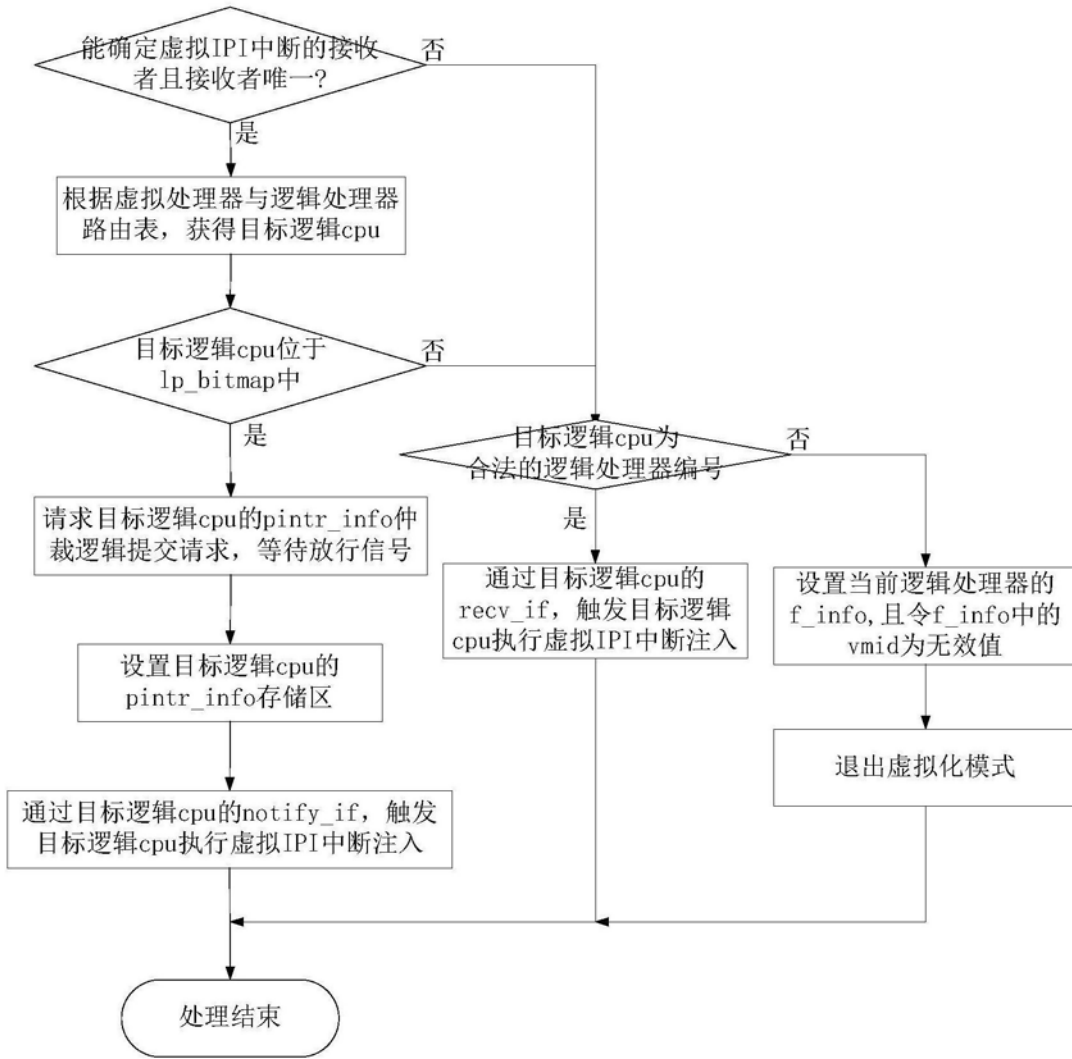 能确定虚拟IPI中断的接收
者且接收者唯一?
否
是
根据虚拟处理器与逻辑处理器
路由表，获得目标逻辑cpu
目标逻辑cpu位于
lp_bitmap中
否
是
请求目标逻辑cpu的pintr_info仲
裁逻辑提交请求，等待放行信号
设置目标逻辑cpu的
pintr_info存储区
通过目标逻辑cpu的notify_if，触发
目标逻辑cpu执行虚拟IPI中断注入
目标逻辑cpu为
合法的逻辑处理器编号
否
是
通过目标逻辑cpu的
recv_if，触发目标逻辑
cpu执行虚拟IPI中断注入
设置当前逻辑处理器的
f_info,且令f_info中的
vmid为无效值
退出虚拟化模式
处理结束